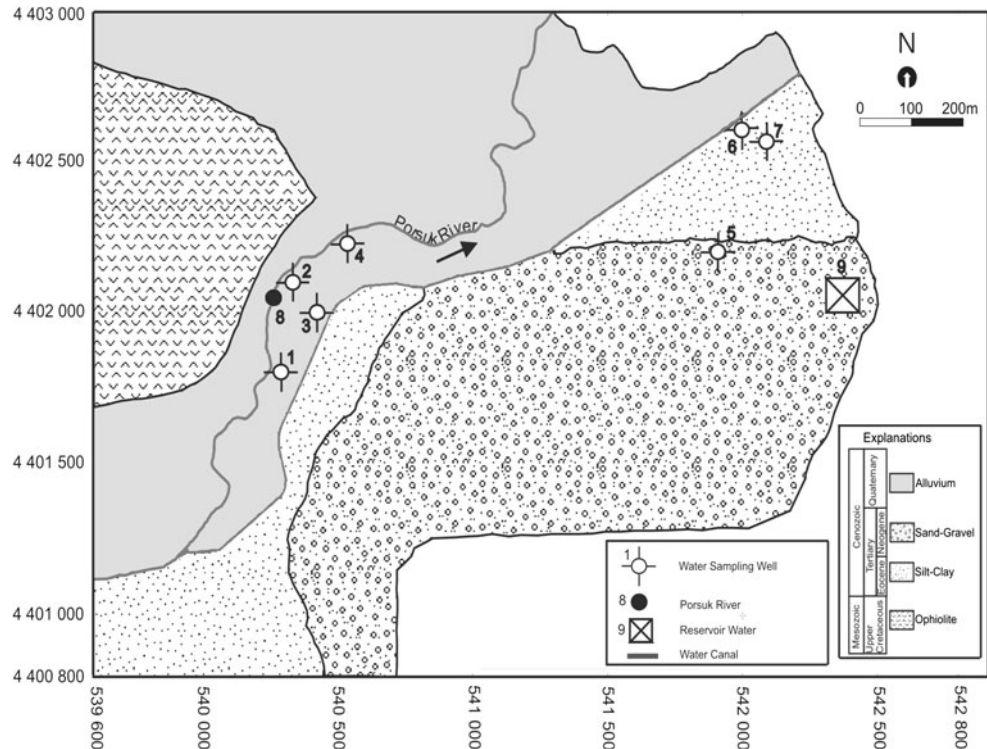 4 403 000
4 402 500
4 402 000
4 401 500
4 401 000
4 400 800
N
0 100 200m
6
7
Porsuk River
4
5
2
9
8
3
1
Explanations
Cenozoic
Quaternary
Alluvium
Tertiary
Neogene
Sand-Gravel
Eocene
Silt-Clay
Mesozoic
Upper
Cretaceous
Ophiolite
1 Water Sampling Well
8 Porsuk River
9 Reservoir Water
Water Canal
539 600
540 000
540 500
541 000
541 500
542 000
542 500
542 800